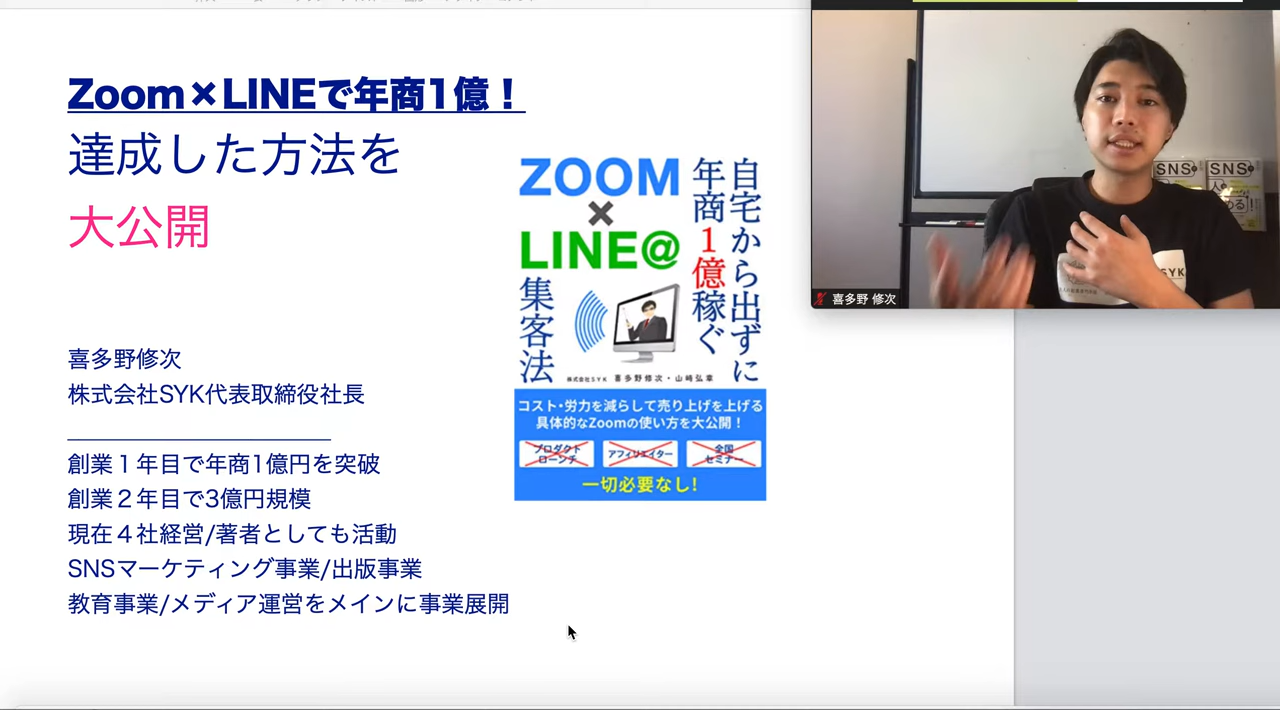 Zoom×LINEで年商1億！
達成した方法を
大公開
喜多野修次
株式会社SYK代表取締役社長
創業１年目で年商1億円を突破
創業２年目で3億円規模
現在４社経営/著者としても活動
SNSマーケティング事業/出版事業
教育事業/メディア運営をメインに事業展開
自宅から出ずに
年商1億稼ぐ
ZOOM
×
LINE@
集客法
株式会社SYK 喜多野修次・山崎弘章
コスト・労力を減らして売り上げを上げる
具体的なZoomの使い方を大公開！
プロダクト
ローンチ
アフィリエイター
全国
セミナー
一切必要なし！
SNS
SNS
SYK
喜多野 修次